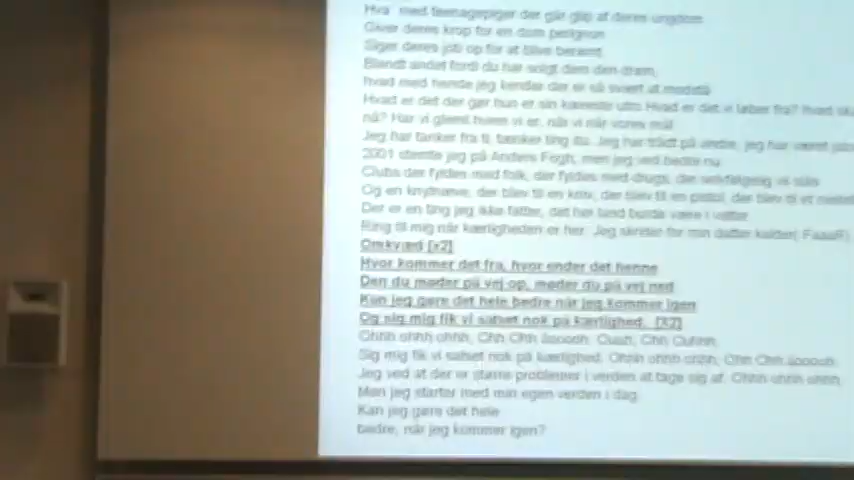 Hva med teenagepiger der går glip af deres ungdom
Giver deres krop for en dom perignon
Siger deres job op for at blive berømt
Blandt andet fordi du har solgt dem den drøm,
hvad med hende jeg kender der er så svært at modstå
Hvad er det der gør hun er sin kæreste utro Hvad er det vi løber fra? hvad sk
nå? Har vi glemt hvem vi er, når vi når vores mål
Jeg har tanker fra ti, tænker ting itu. Jeg har trådt på andre, jeg har været
2001 stemte jeg på Anders Fogh, men jeg ved bedre nu
Clubs der fyldes med folk, der fyldes med drugs, der selvfølgelig vil
Og en knytnæve, der blev til en kniv, der blev til en pistol, der blev til et
Der er en ting jeg ikke fatter, det her land burde være i
Ring til mig når kærligheden er her. Jeg skrider for min datter kalder(
Omkvæd [x2]
Hvor kommer det fra, hvor ender det henne
Den du møder på vej op, møder du på vej ned
Kan jeg gøre det hele bedre når jeg kommer igen
Og sig mig fik vi satset nok på kærlighed. [X2]
Ohhh ohhh ohhh, Ohh Ohh
Sig mig fik vi satset nok på kærlighed. Ohhh ohhh ohhh, Ohh Ohh
Jeg ved at der er større problemer i verden at tage sig af. Ohhh ohhh ohhh,
Men jeg starter med min egen verden i dag.
Kan jeg gøre det hele
bedre, når jeg kommer igen?